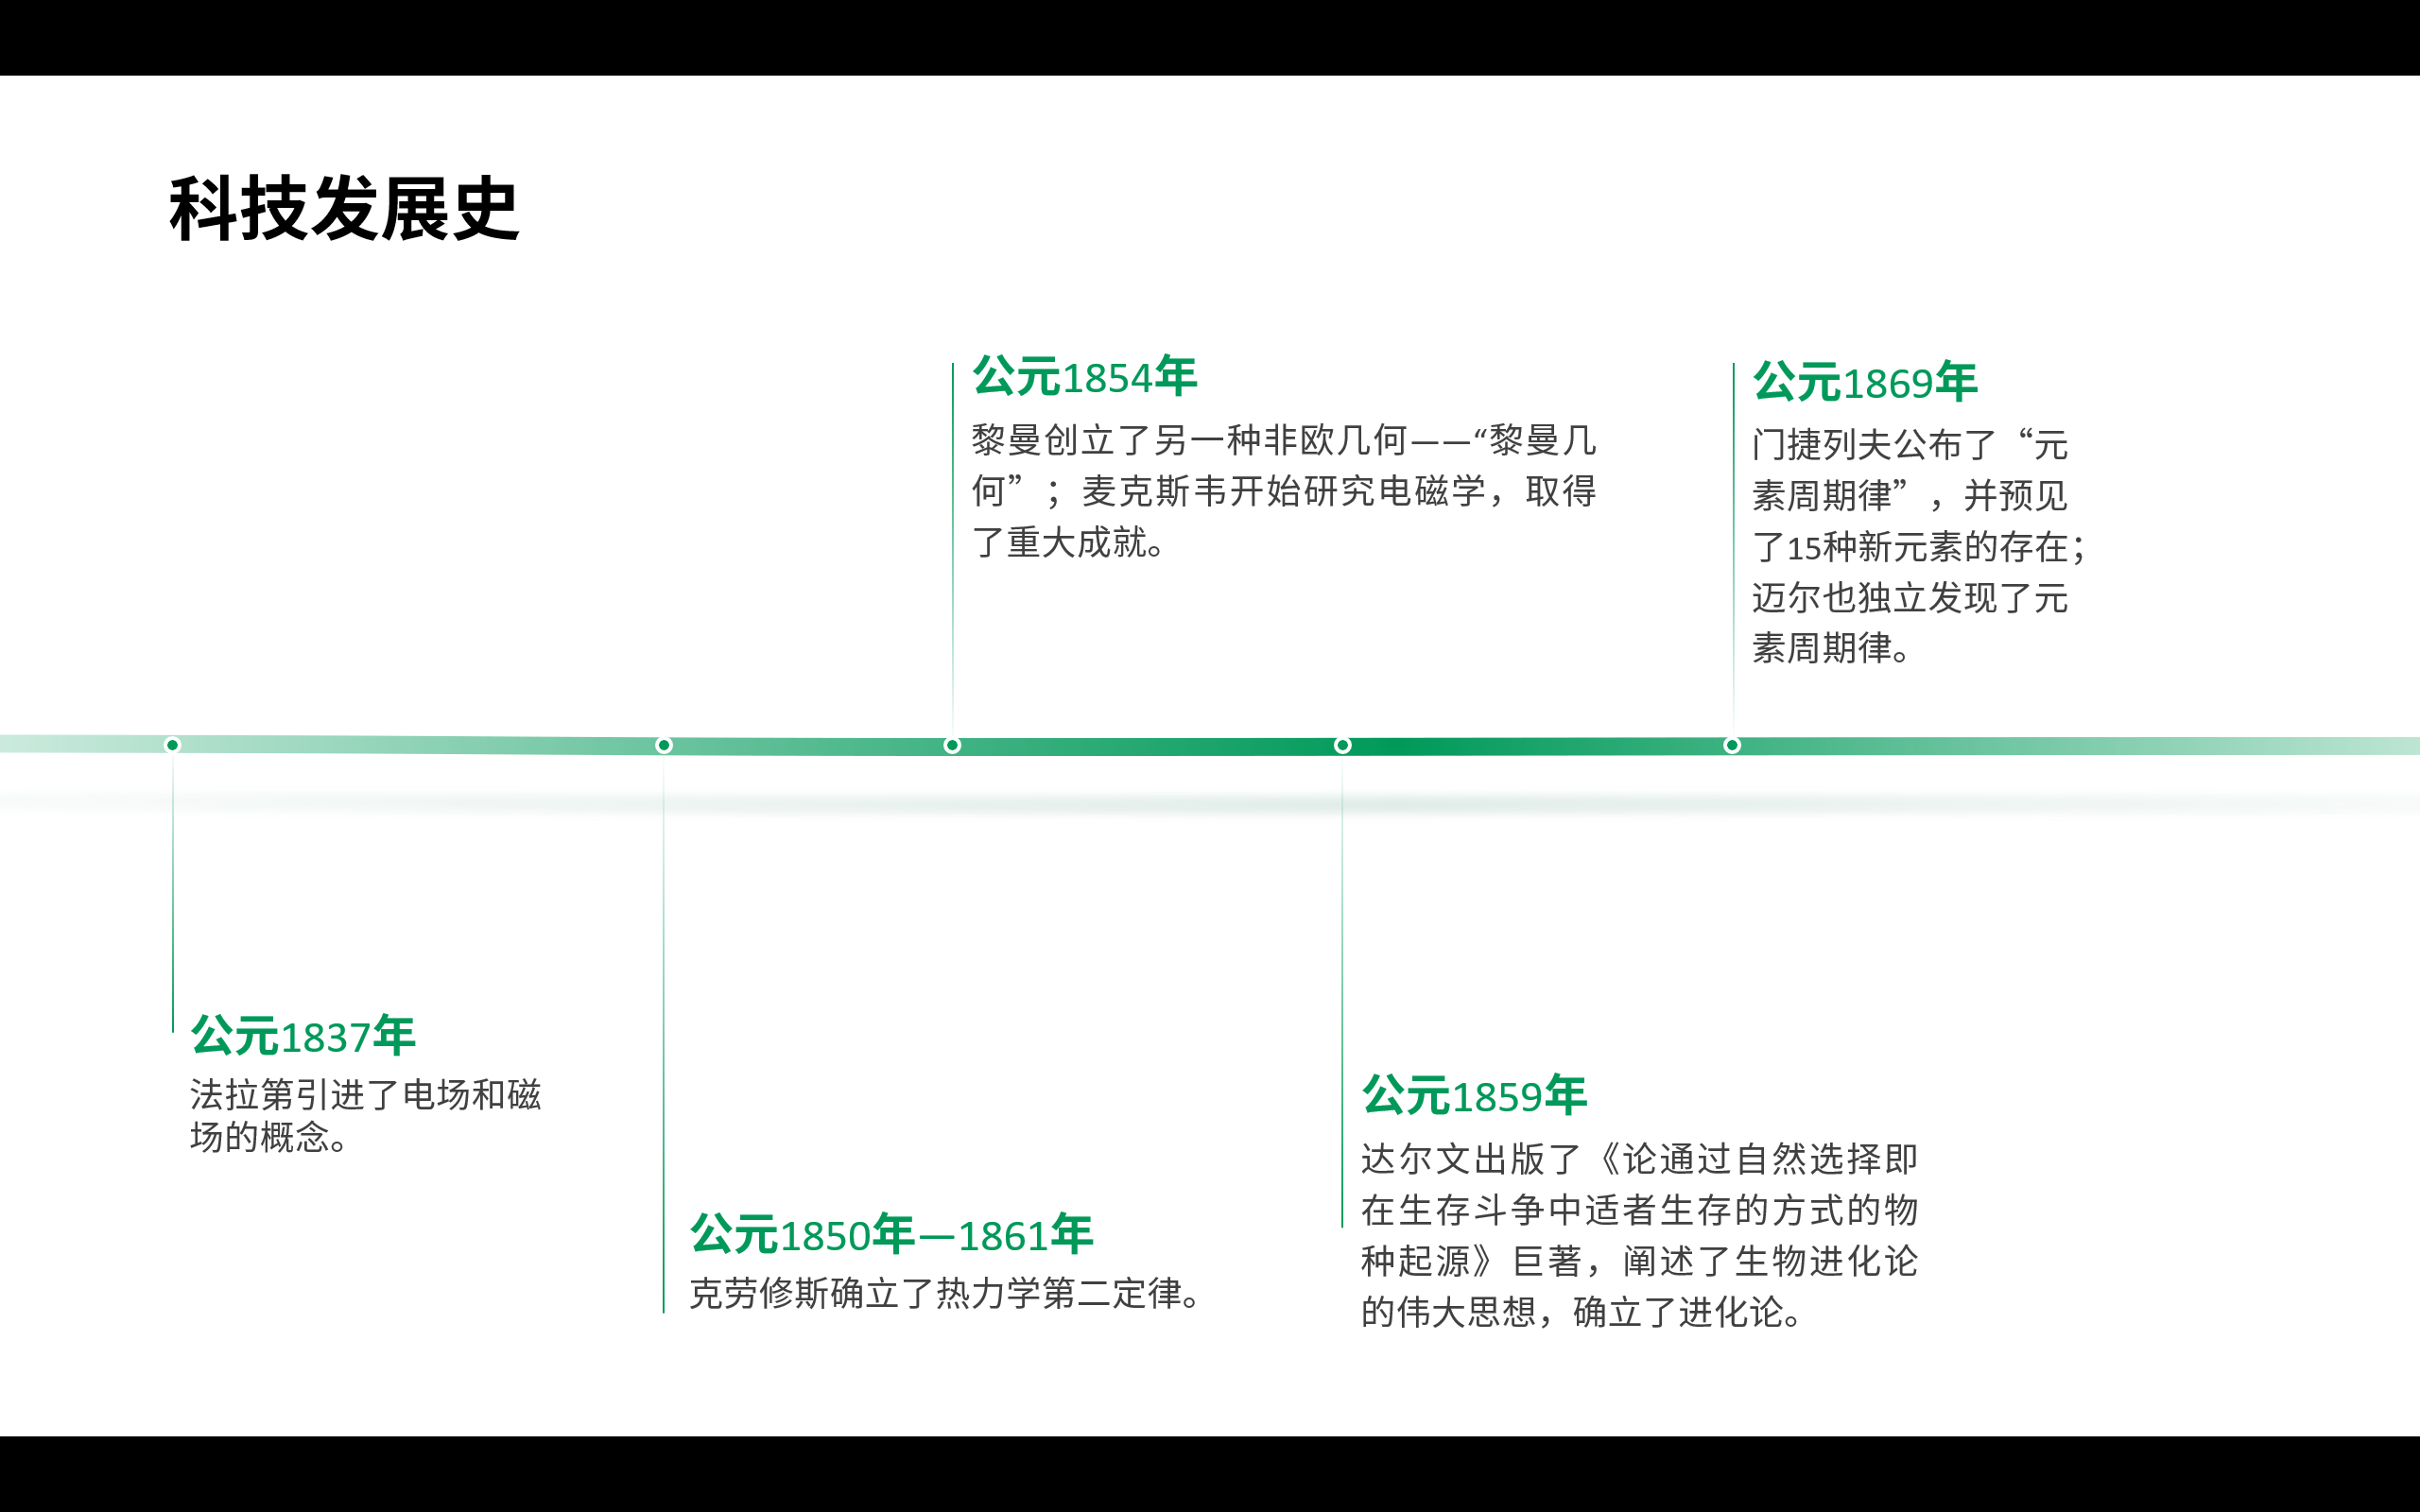 科技发展史
公元1854年
黎曼创立了另一种非欧几何——“黎曼几
何”；麦克斯韦开始研究电磁学，取得
了重大成就。
公元1869年
门捷列夫公布了“元
素周期律”，并预见
了15种新元素的存在；
迈尔也独立发现了元
素周期律。
公元1837年
法拉第引进了电场和磁
场的概念。
公元1850年—1861年
克劳修斯确立了热力学第二定律。
公元1859年
达尔文出版了《论通过自然选择即
在生存斗争中适者生存的方式的物
种起源》巨著，阐述了生物进化论
的伟大思想，确立了进化论。